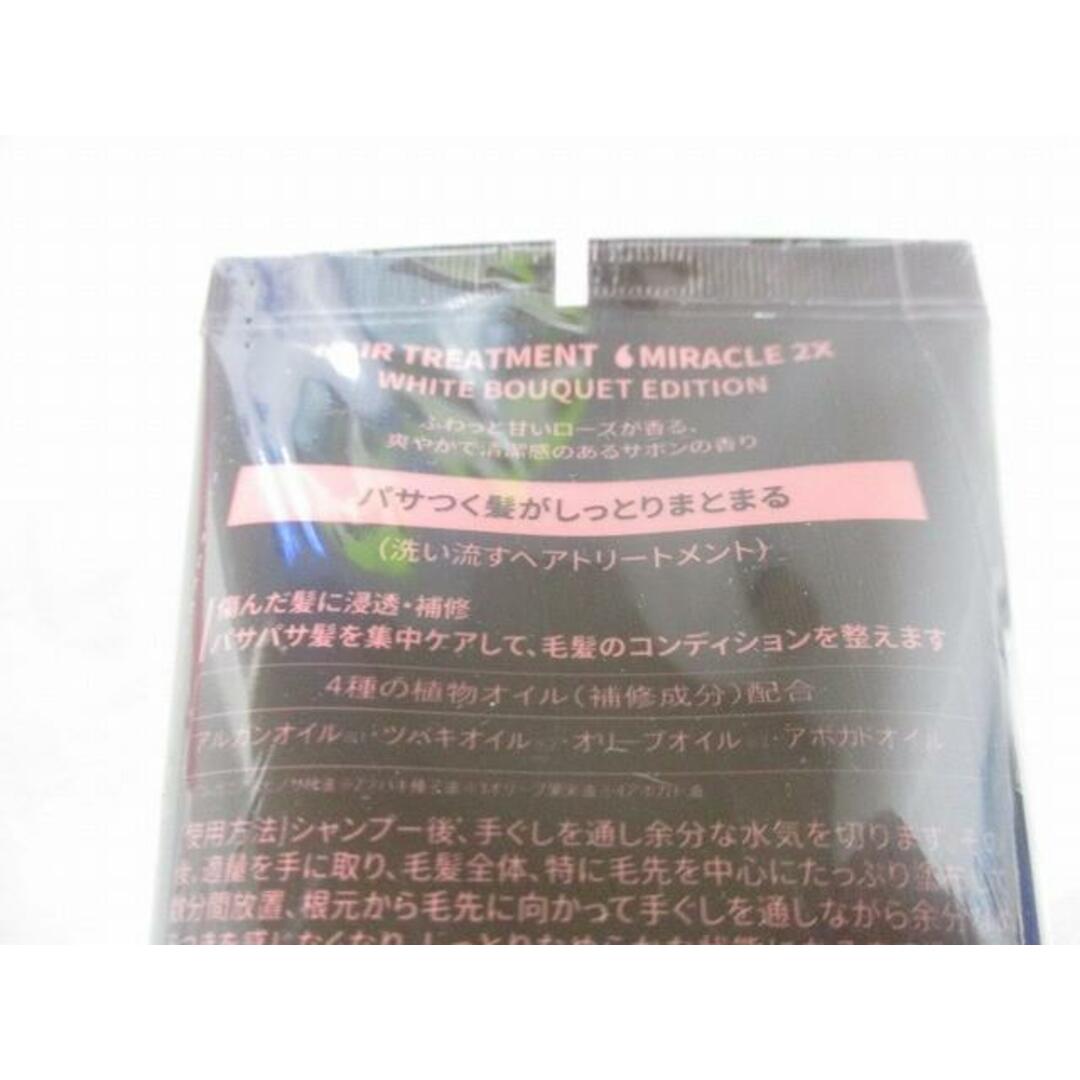 TREATMENT MIRACLE 2X
WHITE BOUQUET EDITION
ふわっと甘いローズが香る、
爽やかで清潔感のあるサボンの香り
パサつく髪がしっとりまとまる
(洗い流すヘアトリートメント)
傷んだ髪に浸透・補修
パサパサ髪を集中ケアして、毛髪のコンディションを整えます
4種の植物オイル(補修成分)配合
アルガンオイル ・ツバキオイル ・オリーブオイル ・アボカドオイル
使用方法|シャンプー後、手ぐしを通し余分な水気を切ります
適量を手に取り、毛髪全体、特に毛先を中心にたっぷり
数分間放置、根元から毛先に向かって手ぐしを通しながら余分